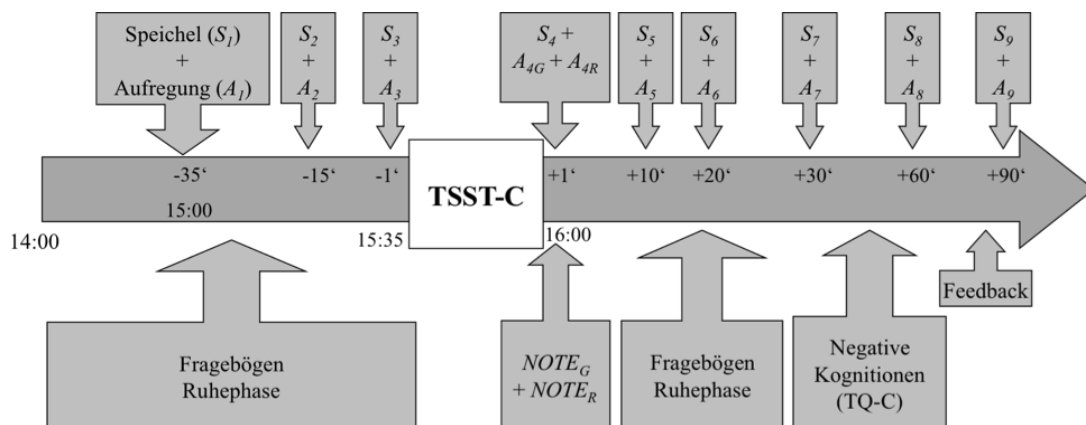 Speichel (S1)
+
Aufregung (A1)
S2
+
A2
S3
+
A3
S4 +
A4G + A4R
S5
+
A5
S6
+
A6
S7
+
A7
S8
+
A8
S9
+
A9
-35‘
-15‘
-1‘
TSST-C
+1‘
+10‘
+20‘
+30‘
+60‘
+90‘
15:00
14:00
15:35
16:00
Fragebögen
Ruhephase
NOTEG
+ NOTER
Fragebögen
Ruhephase
Negative
Kognitionen
(TQ-C)
Feedback